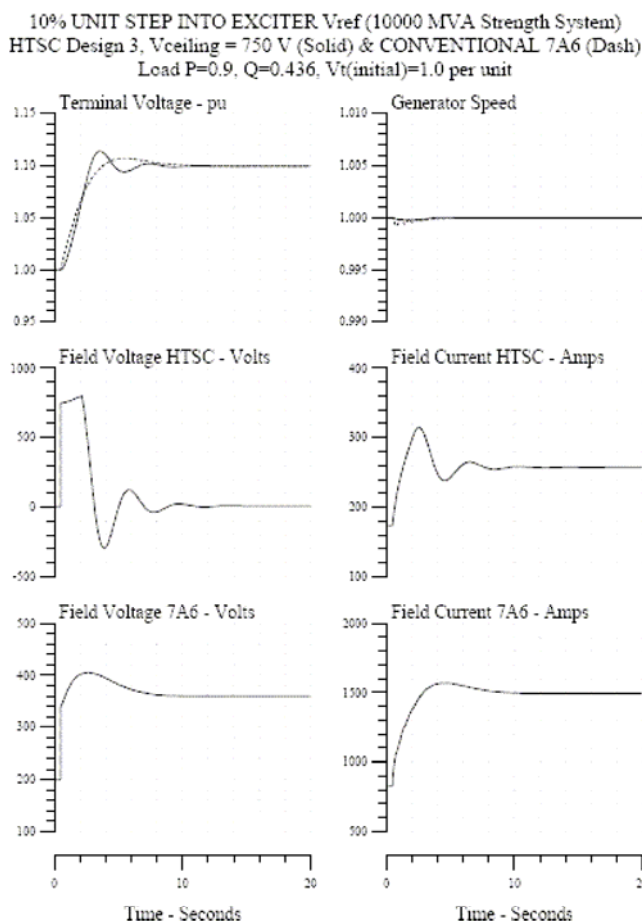 10% UNIT STEP INTO EXCITER Vref (10000 MVA Strength System)
HTSC Design 3, Vceiling = 750 V (Solid) & CONVENTIONAL 7A6 (Dash)
Load P=0.9, Q=0.436, Vt(initial)=1.0 per unit
Terminal Voltage - pu
1.15
1.10
1.05
1.00
0.95
Generator Speed
1.010
1.005
1.000
0.995
0.990
Field Voltage HTSC - Volts
1000
500
0
-500
Field Current HTSC - Amps
400
300
200
100
Field Voltage 7A6 - Volts
500
400
300
200
100
Field Current 7A6 - Amps
2000
1500
1000
500
0 10 20
Time - Seconds
0 10 20
Time - Seconds